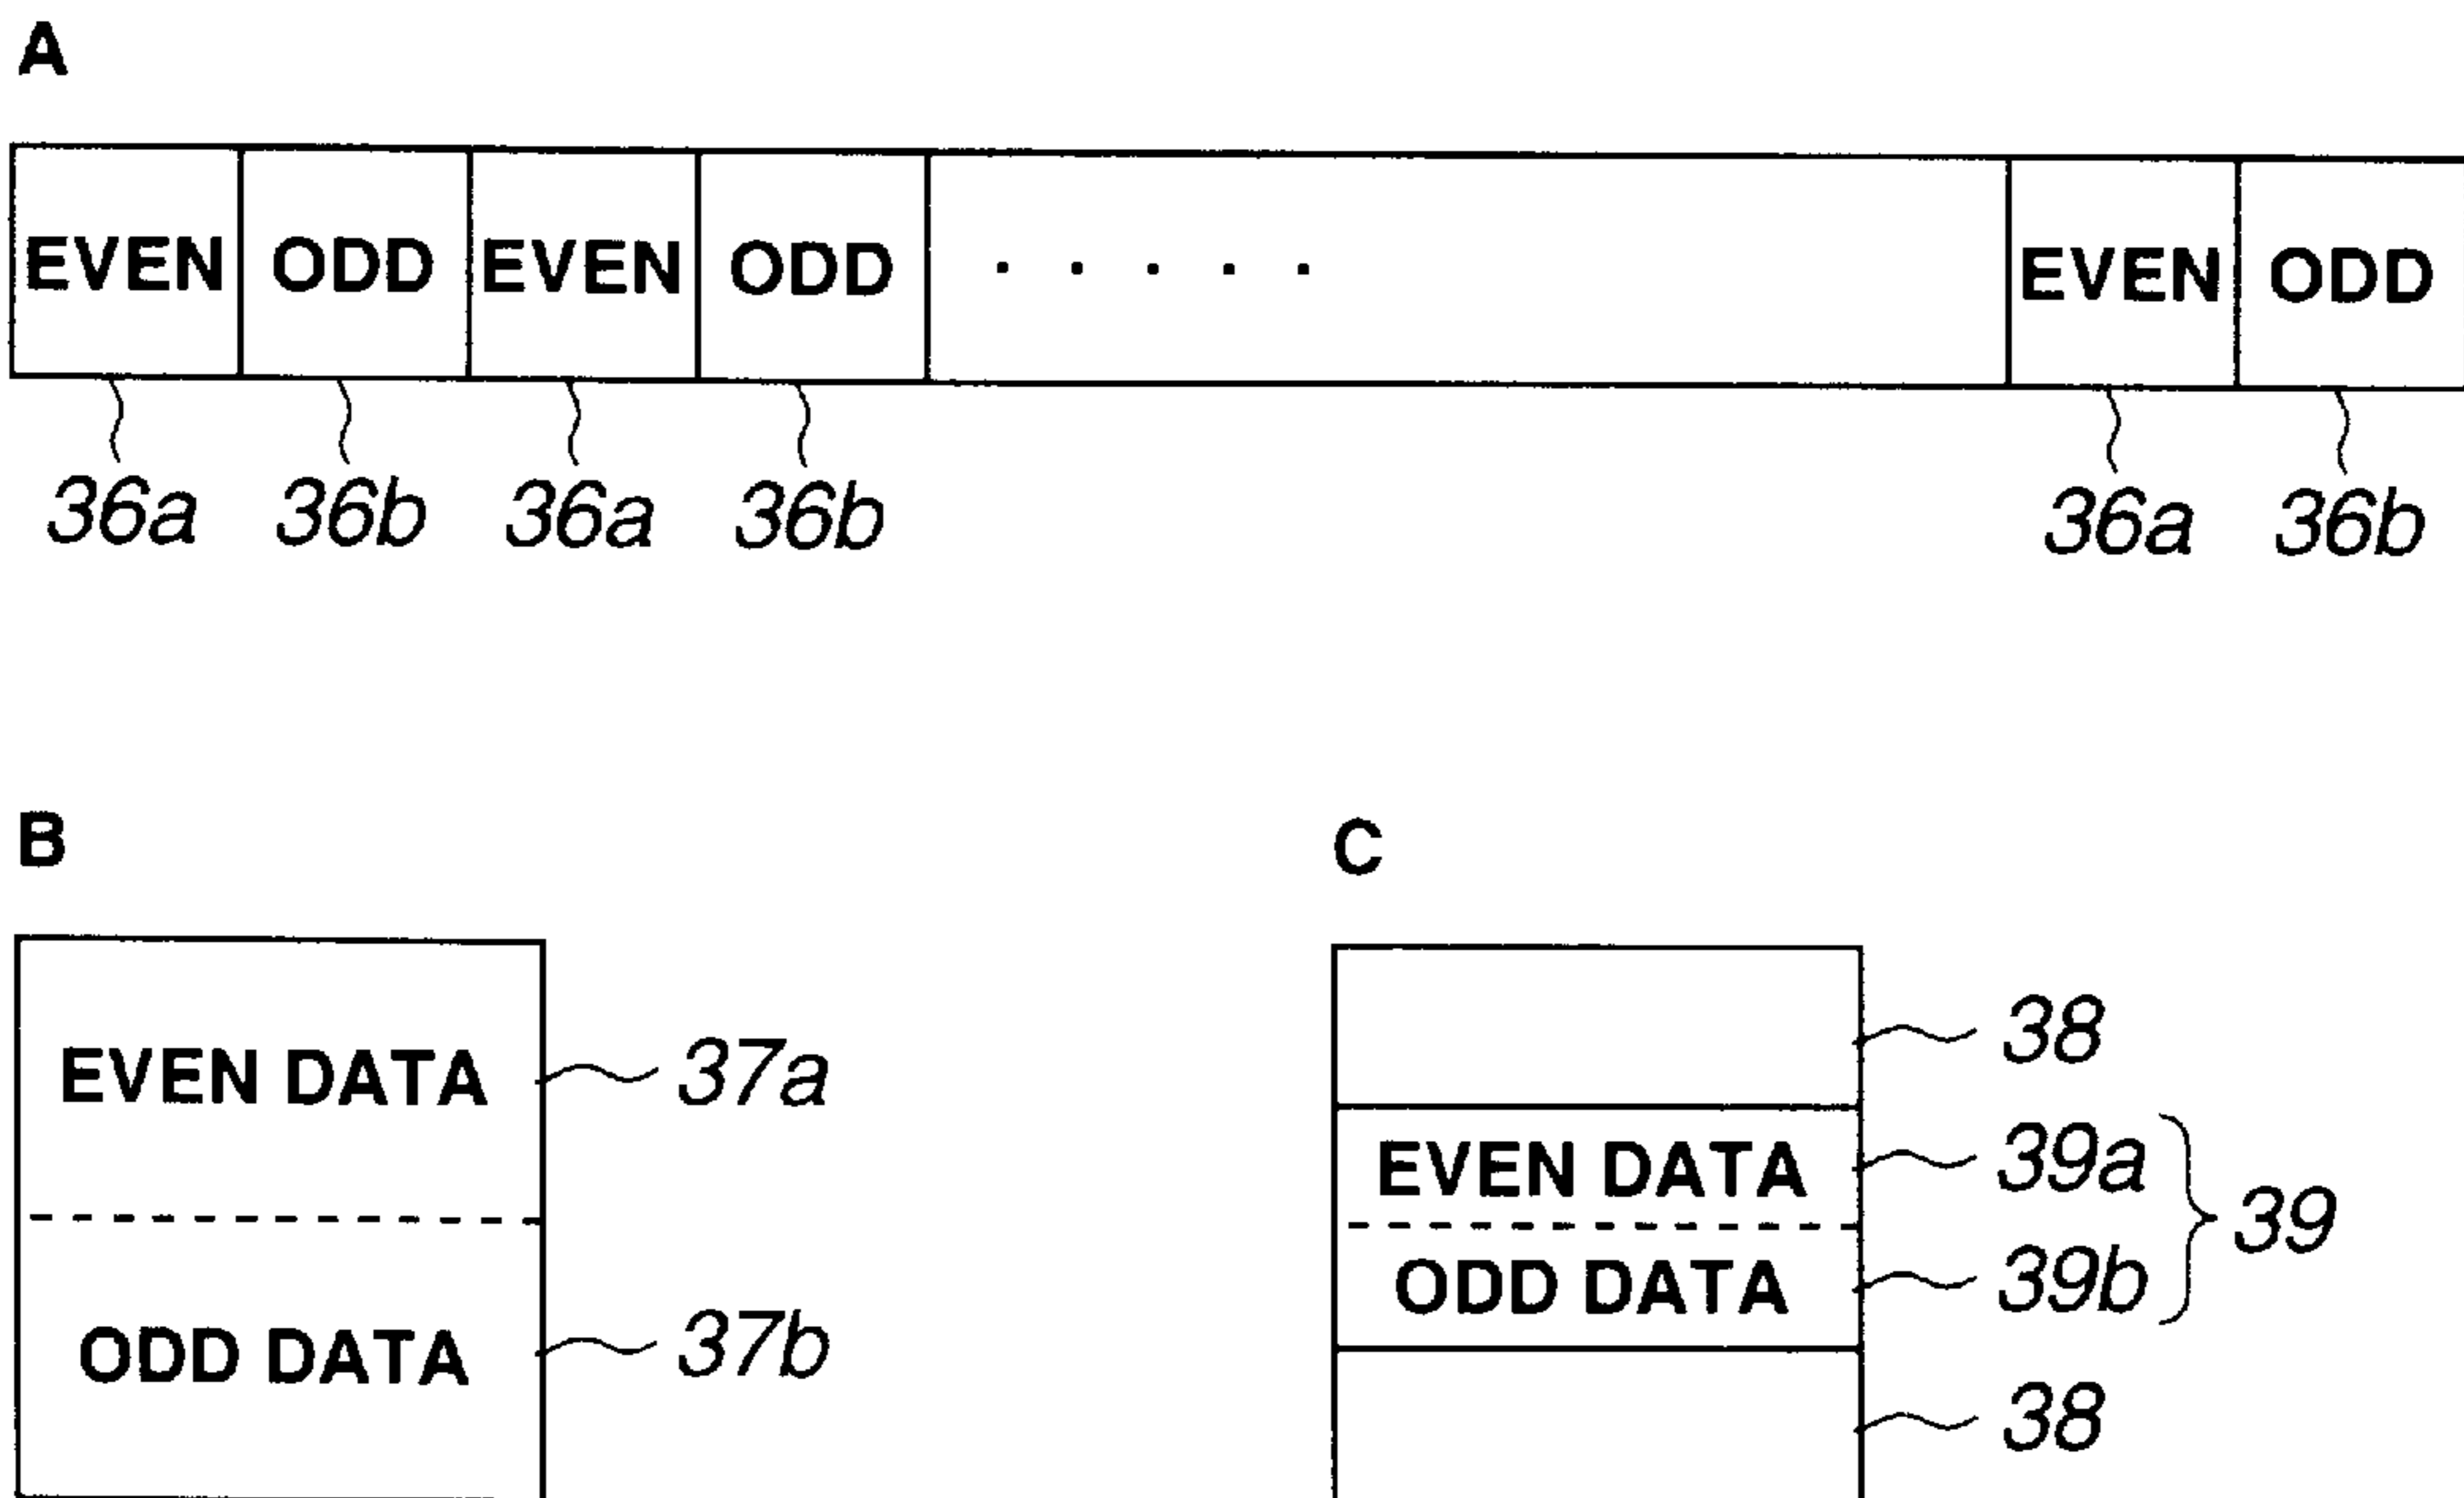 A
EVEN ODD EVEN ODD . . . . . EVEN ODD
36a 36b 36a 36b 36a 36b
B
EVEN DATA 37a
ODD DATA 37b
C
38
EVEN DATA 39a
39
ODD DATA 39b
38